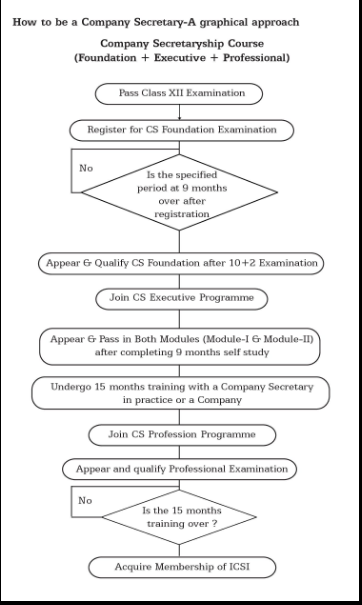 How to be a Company Secretary-A graphical approach
Company Secretaryship Course
(Foundation + Executive + Professional)
Pass Class XII Examination
Register for CS Foundation Examination
No
Is the specified
period at 9 months
over after
registration
Appear & Qualify CS Foundation after 10+2 Examination
Join CS Executive Programme
Appear & Pass in Both Modules (Module-I & Module-II)
after completing 9 months self study
Undergo 15 months training with a Company Secretary
in practice or a Company
Join CS Profession Programme
Appear and qualify Professional Examination
No
Is the 15 months
training over ?
Acquire Membership of ICSI